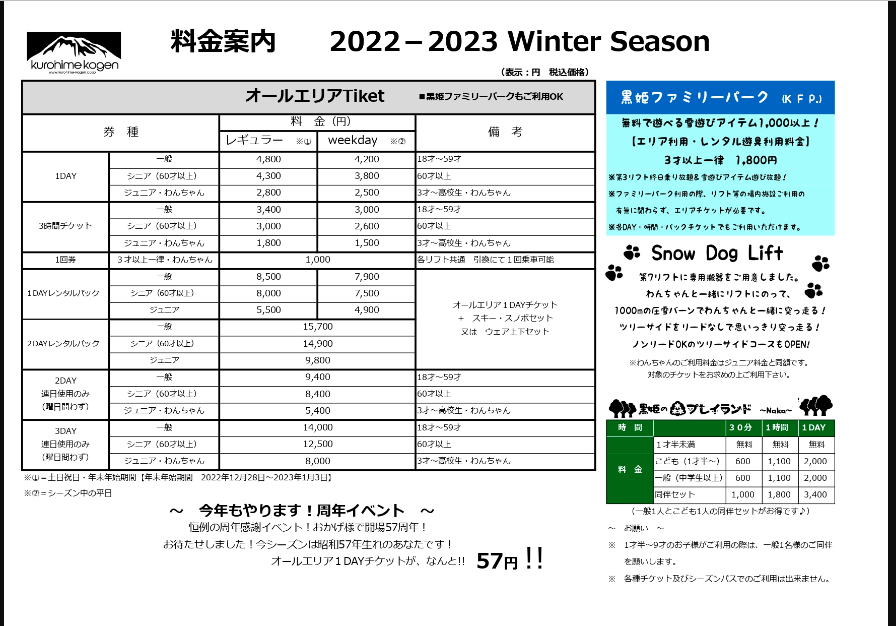 kurohime kogen
料金案内 2022－2023 Winter Season
（表示：円 税込価格）
オールエリアTiket ■黒姫ファミリーパークもご利用OK
券 種 料 金（円） 備 考
レギュラー ※① weekday ※②
1DAY 一般 4,800 4,200 18才～59才
シニア（60才以上） 4,300 3,800 60才以上
ジュニア・わんちゃん 2,800 2,500 3才～高校生・わんちゃん
3時間チケット 一般 3,400 3,000 18才～59才
シニア（60才以上） 3,000 2,600 60才以上
ジュニア・わんちゃん 1,800 1,500 3才～高校生・わんちゃん
1回券 3才以上一律・わんちゃん 1,000 各リフト共通 引換にて1回乗車可能
1DAYレンタルパック 一般 8,500 7,900
シニア（60才以上） 8,000 7,500
ジュニア 5,500 4,900
2DAYレンタルパック 一般 15,700
シニア（60才以上） 14,900
ジュニア 9,800
オールエリア1DAYチケット
＋ スキー・スノボセット
又は ウェア上下セット
2DAY 連日使用のみ （曜日問わず） 一般 9,400 18才～59才
シニア（60才以上） 8,400 60才以上
ジュニア・わんちゃん 5,400 3才～高校生・わんちゃん
3DAY 連日使用のみ （曜日問わず） 一般 14,000 18才～59才
シニア（60才以上） 12,500 60才以上
ジュニア・わんちゃん 8,000 3才～高校生・わんちゃん
※①＝土日祝日・年末年始期間【年末年始期間 2022年12月28日～2023年1月3日】
※②＝シーズン中の平日
～ 今年もやります！周年イベント ～
恒例の周年感謝イベント！おかげ様で開場57周年！
お待たせしました！今シーズンは昭和57年生れのあなたです！
オールエリア1DAYチケットが、なんと!! 57円!!
黒姫ファミリーパーク （K F P.）
無料で遊べる雪遊びアイテム1,000以上！
【エリア利用・レンタル遊具利用料金】
3才以上一律 1,800円
※第3リフト終日乗り放題＆雪遊びアイテム遊び放題！
※ファミリーパーク利用の際、リフト等の場内施設ご利用の
有無に関わらず、エリアチケットが必要です。
※各DAY・時間・パックチケットでもご利用いただけます。
Snow Dog Lift
第7リフトに専用搬器をご用意しました。
わんちゃんと一緒にリフトにのって、
1000mの圧雪バーンでわんちゃんと一緒に突っ走る！
ツリーサイドをリードなしで思いっきり突っ走る！
ノンリードOKのツリーサイドコースもOPEN!
※わんちゃんのご利用料金はジュニア料金と同額です。
対象のチケットをお求めの上ご利用下さい。
黒姫の森プレイランド ～Naka～
時 間 30分 1時間 1DAY
料 金 1才半未満 無料 無料 無料
こども（1才半～） 600 1,100 2,000
一般（中学生以上） 600 1,100 2,000
同伴セット 1,000 1,800 3,400
（一般1人とこども1人の同伴セットがお得です♪）
～ お願い ～
※ 1才半～9才のお子様がご利用の際は、一般1名様のご同伴
を願いします。
※ 各種チケット及びシーズンパスでのご利用は出来ません。